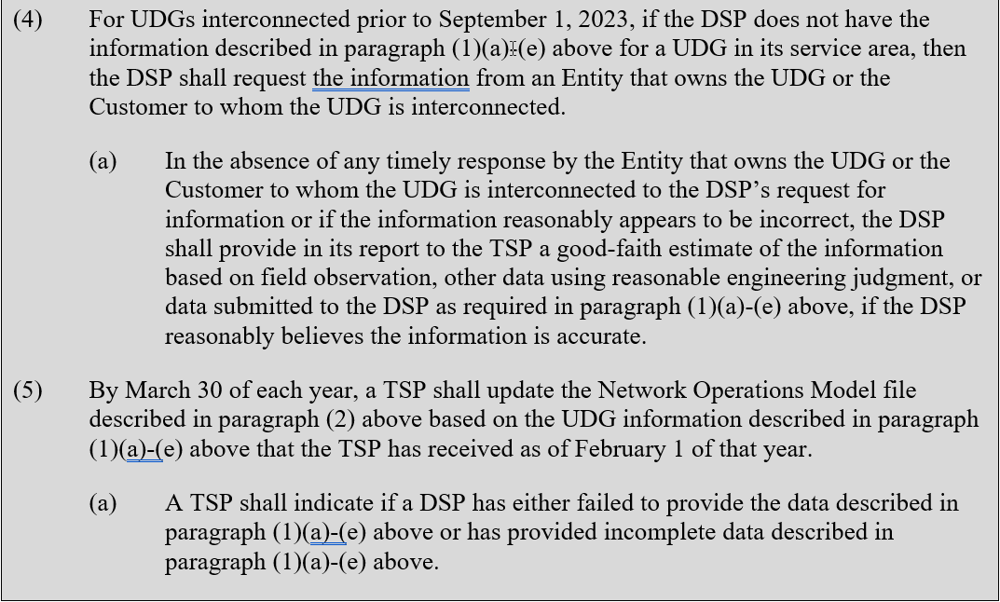 (4) For UDGs interconnected prior to September 1, 2023, if the DSP does not have the
information described in paragraph (1)(a)-(e) above for a UDG in its service area, then
the DSP shall request the information from an Entity that owns the UDG or the
Customer to whom the UDG is interconnected.
(a) In the absence of any timely response by the Entity that owns the UDG or the
Customer to whom the UDG is interconnected to the DSP’s request for
information or if the information reasonably appears to be incorrect, the DSP
shall provide in its report to the TSP a good-faith estimate of the information
based on field observation, other data using reasonable engineering judgment, or
data submitted to the DSP as required in paragraph (1)(a)-(e) above, if the DSP
reasonably believes the information is accurate.
(5) By March 30 of each year, a TSP shall update the Network Operations Model file
described in paragraph (2) above based on the UDG information described in paragraph
(1)(a)-(e) above that the TSP has received as of February 1 of that year.
(a) A TSP shall indicate if a DSP has either failed to provide the data described in
paragraph (1)(a)-(e) above or has provided incomplete data described in
paragraph (1)(a)-(e) above.